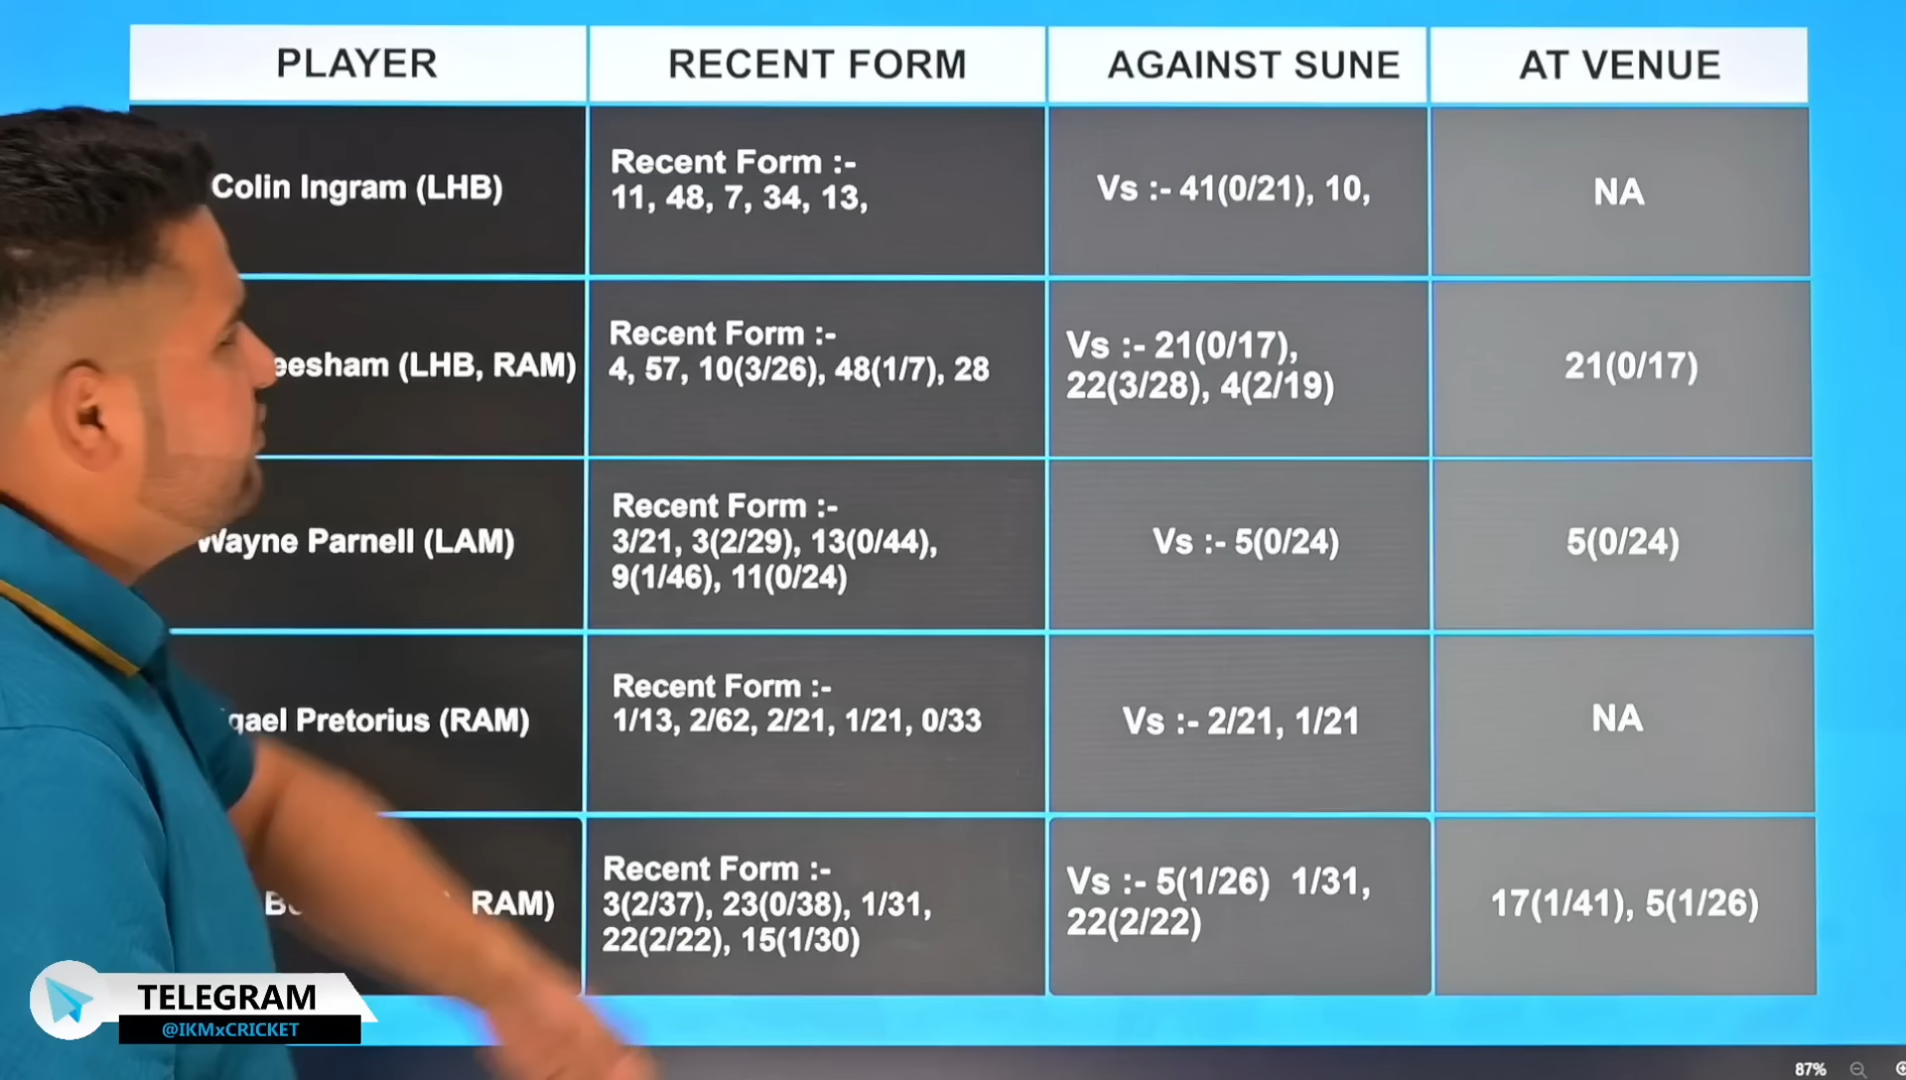 PLAYER RECENT FORM AGAINST SUNE AT VENUE
Colin Ingram (LHB)
Recent Form :-
11, 48, 7, 34, 13,
Vs :- 41(0/21), 10,
NA
eesham (LHB, RAM)
Recent Form :-
4, 57, 10(3/26), 48(1/7), 28
Vs :- 21(0/17),
22(3/28), 4(2/19)
21(0/17)
Wayne Parnell (LAM)
Recent Form :-
3/21, 3(2/29), 13(0/44),
9(1/46), 11(0/24)
Vs :- 5(0/24)
5(0/24)
gael Pretorius (RAM)
Recent Form :-
1/13, 2/62, 2/21, 1/21, 0/33
Vs :- 2/21, 1/21
NA
RAM)
Recent Form :-
3(2/37), 23(0/38), 1/31,
22(2/22), 15(1/30)
Vs :- 5(1/26) 1/31,
22(2/22)
17(1/41), 5(1/26)
TELEGRAM
@IKMxCRICKET
87%